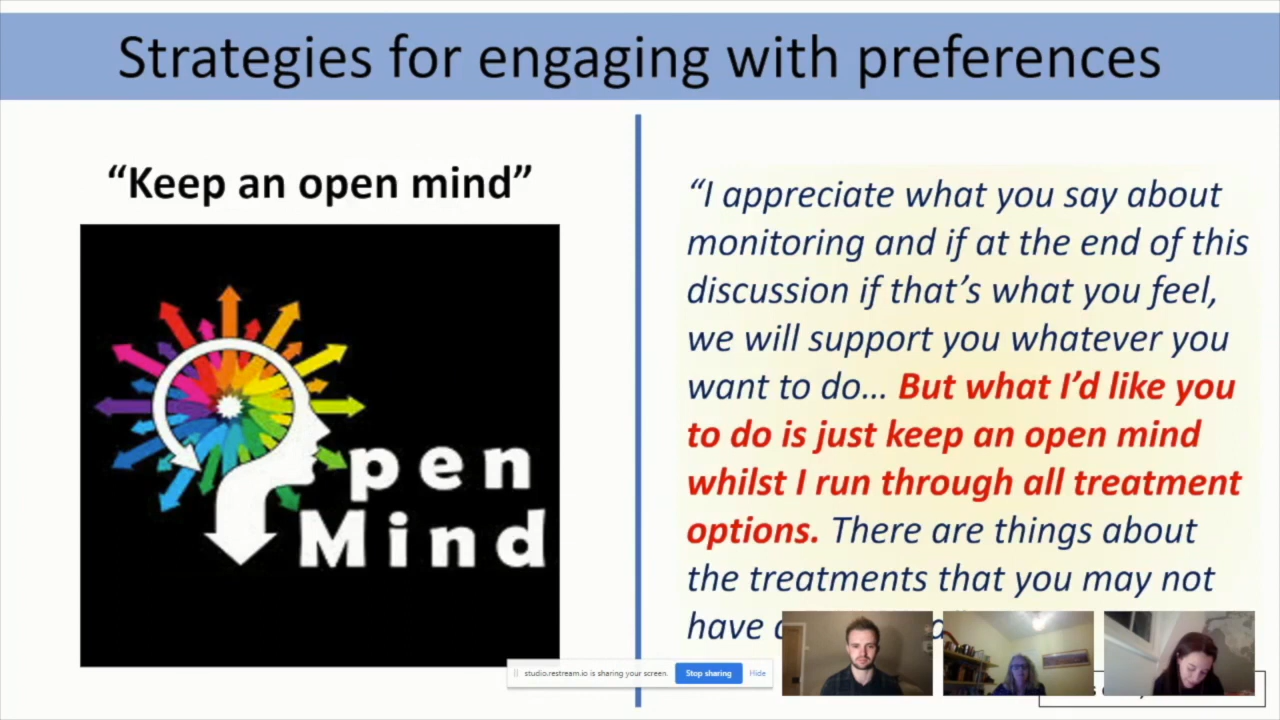 Strategies for engaging with preferences
“Keep an open mind”
pen
Mind
“I appreciate what you say about
monitoring and if at the end of this
discussion if that’s what you feel,
we will support you whatever you
want to do… But what I’d like you
to do is just keep an open mind
whilst I run through all treatment
options. There are things about
the treatments that you may not
have
studio.restream.io is sharing your screen.
Stop sharing
Hide